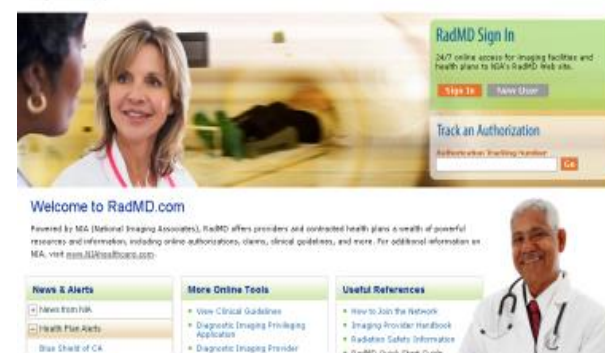 RadMD Sign In
24/7 online access for imaging facilities and
health plans to NIA's RadMD Web site.
Sign In
New User
Track an Authorization
Authorization Tracking Number
Go
Welcome to RadMD.com
Powered by NIA (National Imaging Associates), RadMD offers providers and contracted health plans a wealth of powerful
resources and information, including online authorizations, claims, clinical guidelines, and more. For additional information on
NIA, visit www.NIAhealthcare.com.
News & Alerts
More Online Tools
Useful References
News from NIA
View Clinical Guidelines
How to Join the Network
Health Plan Alerts
Diagnostic Imaging Privileging
Application
Imaging Provider Handbook
Radiation Safety Information
Blue Shield of CA
Diagnostic Imaging Provider
RadMD Quick Start Guide